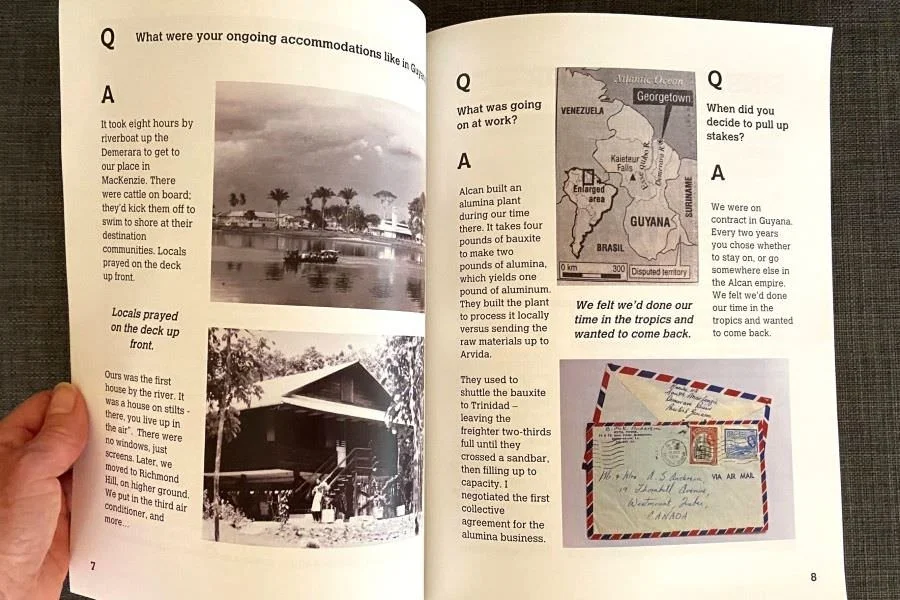 Q
What were your ongoing accommodations like in
A
It took eight hours by
riverboat up the
Demerara to get to
our place in
MacKenzie. There
were cattle on board;
they'd kick them off to
swim to shore at their
destination
communities. Locals
prayed on the deck
up front.
Locals prayed
on the deck up
front.
Ours was the first
house by the river. It
was a house on stilts -
there, you live up in
the air". There were
no windows, just
screens. Later, we
moved to Richmond
Hill, on higher ground.
We put in the third air
conditioner, and
more...
7
Q
What was going
on at work?
A
Alcan built an
alumina plant
during our time
there. It takes four
pounds of bauxite
to make two
pounds of alumina,
which yields one
pound of aluminum.
They built the plant
to process it locally
versus sending the
raw materials up to
Arvida.
They used to
shuttle the bauxite
to Trinidad –
leaving the
freighter two-thirds
full until they
crossed a sandbar,
then filling up to
capacity. I
negotiated the first
collective
agreement for the
alumina business.
Atlantic Ocean
Georgetown
VENEZUELA
Kaieteur
Falls
Demerara R.
Enlarged
area
SURINAME
GUYANA
BRASIL
0 km 300
Disputed territory
We felt we'd done our
time in the tropics and
wanted to come back.
VIA AIR MAIL
Mr & Mrs A. S.
Avenue,
CANADA
Q
When did you
decide to pull up
stakes?
A
We were on
contract in Guyana.
Every two years
you chose whether
to stay on, or go
somewhere else in
the Alcan empire.
We felt we'd done
our time in the
tropics and wanted
to come back.
8